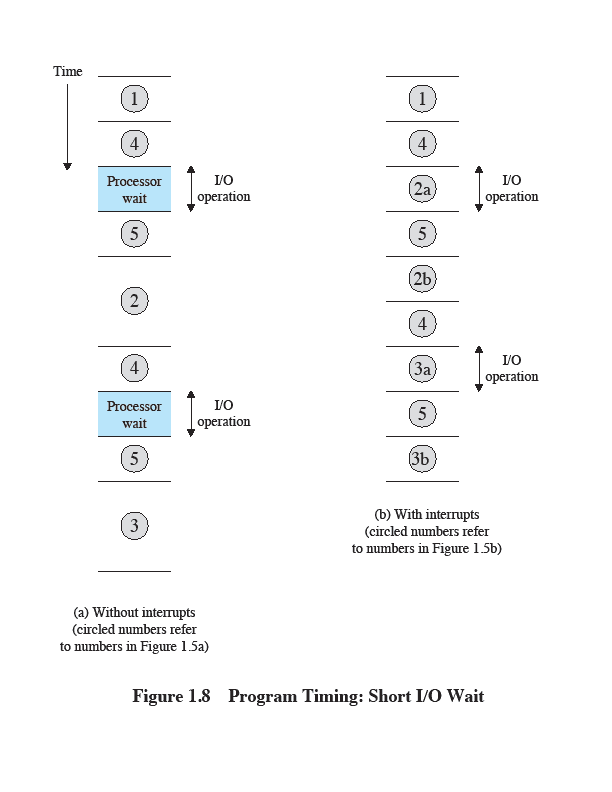 Time
1
4
Processor
wait
I/O
operation
5
2
4
Processor
wait
I/O
operation
5
3
(a) Without interrupts
(circled numbers refer
to numbers in Figure 1.5a)
1
4
2a
I/O
operation
5
2b
4
3a
I/O
operation
5
3b
(b) With interrupts
(circled numbers refer
to numbers in Figure 1.5b)
Figure 1.8 Program Timing: Short I/O Wait